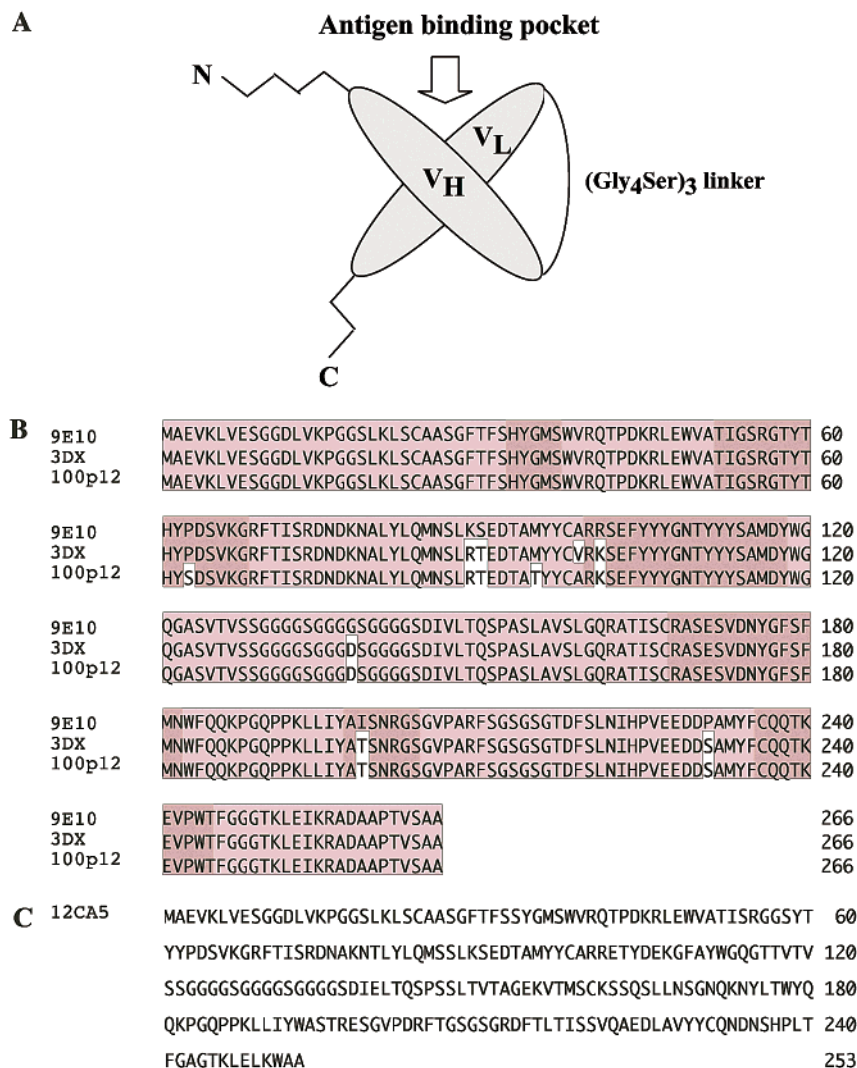 A
Antigen binding pocket
N
VL
VH
(Gly4Ser)3 linker
C
B
9E10 MAEVKLVESGGDLVKPGGSLKLSCAASGFTFSHYGMSWVRQTPDKRLEWVATIGSRGTYT 60
3DX MAEVKLVESGGDLVKPGGSLKLSCAASGFTFSHYGMSWVRQTPDKRLEWVATIGSRGTYT 60
100p12 MAEVKLVESGGDLVKPGGSLKLSCAASGFTFSHYGMSWVRQTPDKRLEWVATIGSRGTYT 60
9E10 HYPDSVKGRFTISRDNDKNALYLQMNSLKSEDTAMYYCARRSEFYYYGNTYYYSAMDYWG 120
3DX HYPDSVKGRFTISRDNDKNALYLQMNSLRTEDTAMYYCVRKSEFYYYGNTYYYSAMDYWG 120
100p12 HYSDSVKGRFTISRDNDKNALYLQMNSLRTEDTATYYCARKSEFYYYGNTYYYSAMDYWG 120
9E10 QGASVTVSSGGGGSGGGGSGGGGSDIVLTQSPASLAVSLGQRATISCRASESVDNYGFSF 180
3DX QGASVTVSSGGGGSGGGDSGGGGSDIVLTQSPASLAVSLGQRATISCRASESVDNYGFSF 180
100p12 QGASVTVSSGGGGSGGGDSGGGGSDIVLTQSPASLAVSLGQRATISCRASESVDNYGFSF 180
9E10 MNWFQQKPGQPPKLLIYAISNRGSGVPARFSGSGSGTDFSLNIHPVEEDDPAMYFCQQTK 240
3DX MNWFQQKPGQPPKLLIYATSNRGSGVPARFSGSGSGTDFSLNIHPVEEDDSAMYFCQQTK 240
100p12 MNWFQQKPGQPPKLLIYATSNRGSGVPARFSGSGSGTDFSLNIHPVEEDDSAMYFCQQTK 240
9E10 EVPWTFGGGTKLEIKRADAAPTVSAA 266
3DX EVPWTFGGGTKLEIKRADAAPTVSAA 266
100p12 EVPWTFGGGTKLEIKRADAAPTVSAA 266
C 12CA5 MAEVKLVESGGDLVKPGGSLKLSCAASGFTFSSYGMSWVRQTPDKRLEWVATISRGGSYT 60
YYPDSVKGRFTISRDNAKNTLYLQMSSLKSEDTAMYYCARRETYDEKGFAYWGQGTTVTV 120
SSGGGGSGGGGSGGGGSDIELTQSPSSLTVTAGEKVTMSCKSSQSLLNSGNQKNYLTWYQ 180
QKPGQPPKLLIYWASTRESGVPDRFTGSGSGRDFTLTISSVQAEDLAVYYCQNDNSHPLT 240
FGAGTKLELKWAA 253